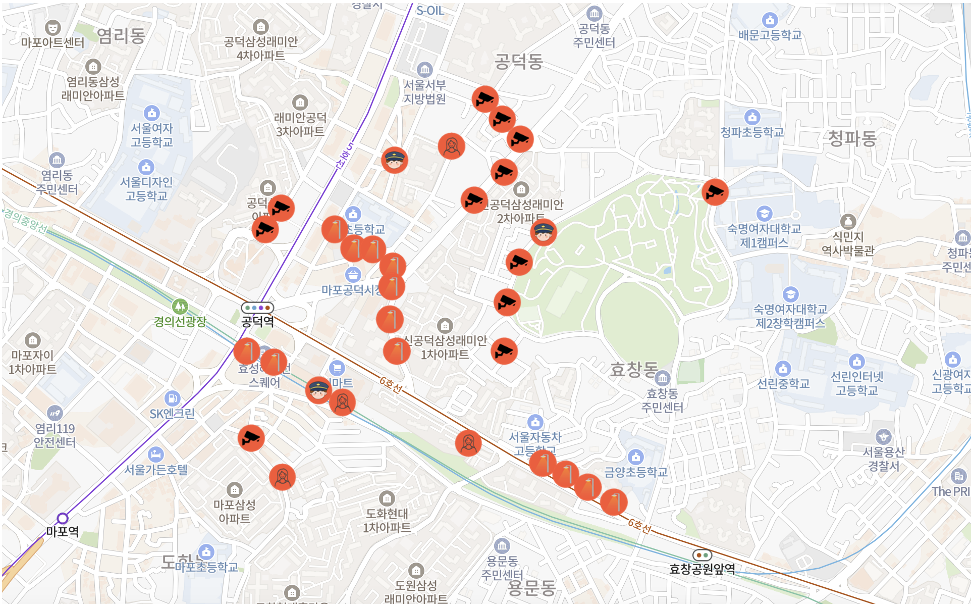 경찰서
S-OIL
마포아트센터
염리동
공덕삼성래미안
4차아파트
공덕동
주민센터
배문고등학교
공덕동
염리동삼성
래미안아파트
서울서부
지방법원
래미안공덕
3차아파트
서울여자
고등학교
청파초등학교
청파동
5호선
염리동
주민센터
서울디자인
고등학교
공덕
아파
신공덕삼성래미안
2차아파트
초등학교
숙명여자대학교
제1캠퍼스
식민지
역사박물관
청파동
주민센
경의중앙선
마포공덕시장
숙명여자대학교
제2창학캠퍼스
경의선광장
공덕역
마포자이
1차아파트
신공덕삼성래미안
1차아파트
효성해링턴
스퀘어
마트
6호선
효창동
효창동
주민센터
선린중학교
선린인터넷
고등학교
신광여자
고등학교
SK엔크린
염리119
안전센터
크
서울자동차
고등학교
서울용산
경찰서
서울가든호텔
금양초등학교
The PRI
마포삼성
아파트
도화현대
1차아파트
마포역
6호선
용문동
주민센터
효창공원앞역
도화동
마포초등학교
도원삼성
래미안아파트
용문동